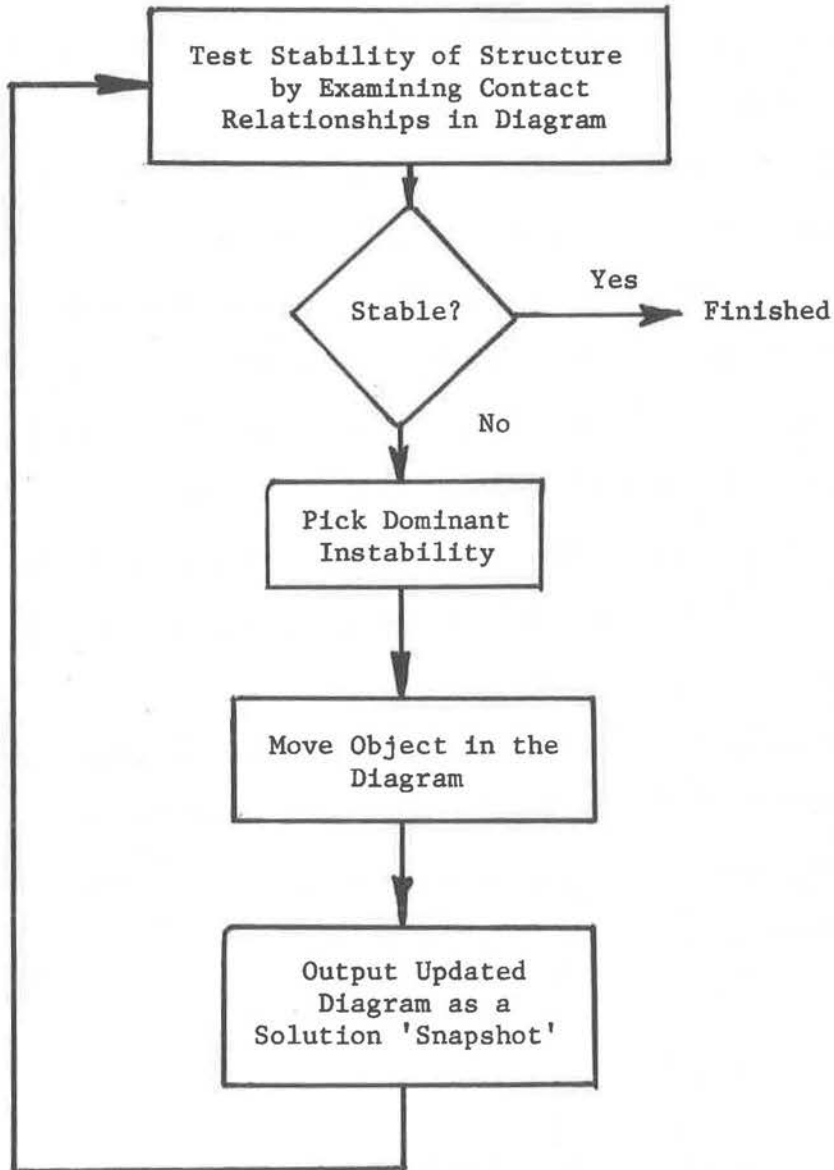 Test Stability of Structure
by Examining Contact
Relationships in Diagram
Stable?
Yes
Finished
No
Pick Dominant
Instability
Move Object in the
Diagram
Output Updated
Diagram as a
Solution 'Snapshot'